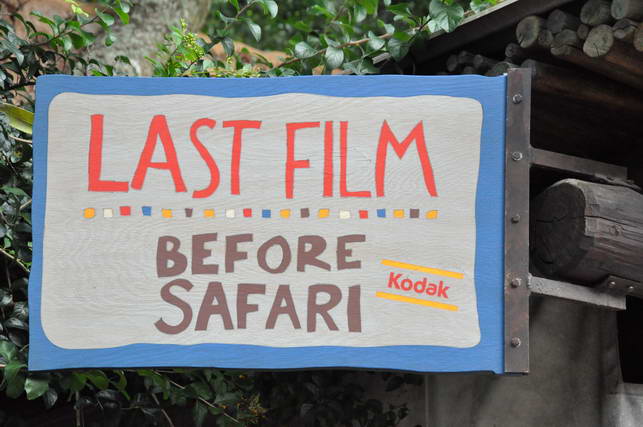 LAST FILM
BEFORE
SAFARI
Kodak